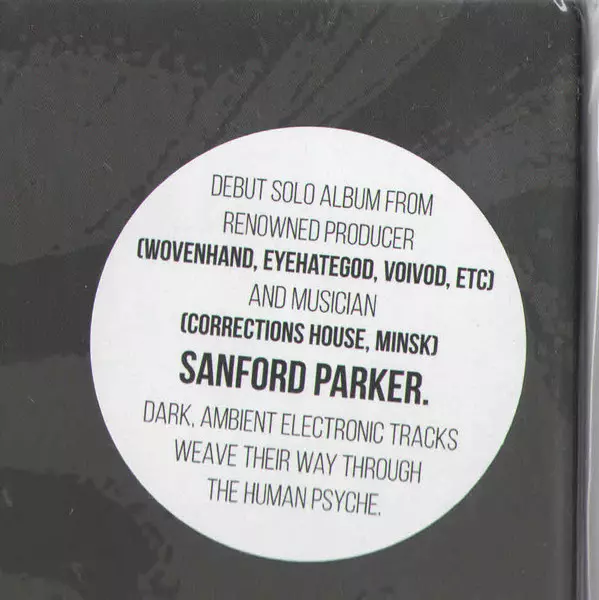 DEBUT SOLO ALBUM FROM
RENOWNED PRODUCER
(WOVENHAND, EYEHATEGOD, VOIVOD, ETC)
AND MUSICIAN
(CORRECTIONS HOUSE, MINSK)
SANFORD PARKER.
DARK, AMBIENT ELECTRONIC TRACKS
WEAVE THEIR WAY THROUGH
THE HUMAN PSYCHE.